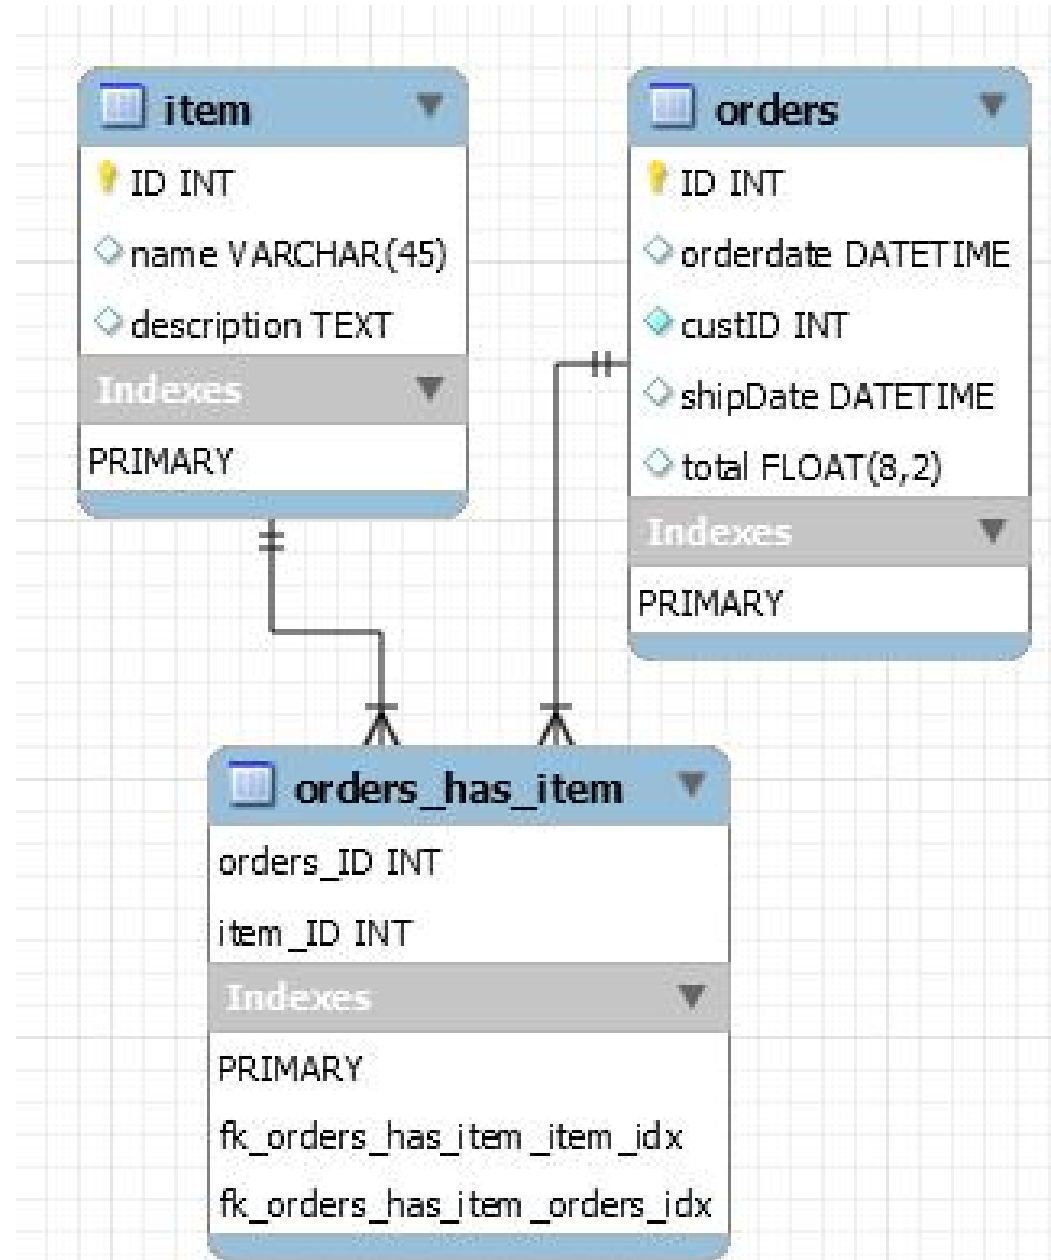 item
ID INT
name VARCHAR(45)
description TEXT
Indexes
PRIMARY
orders
ID INT
orderdate DATETIME
custID INT
shipDate DATETIME
total FLOAT(8,2)
Indexes
PRIMARY
orders_has_item
orders_ID INT
item_ID INT
Indexes
PRIMARY
fk_orders_has_item_item_idx
fk_orders_has_item_orders_idx